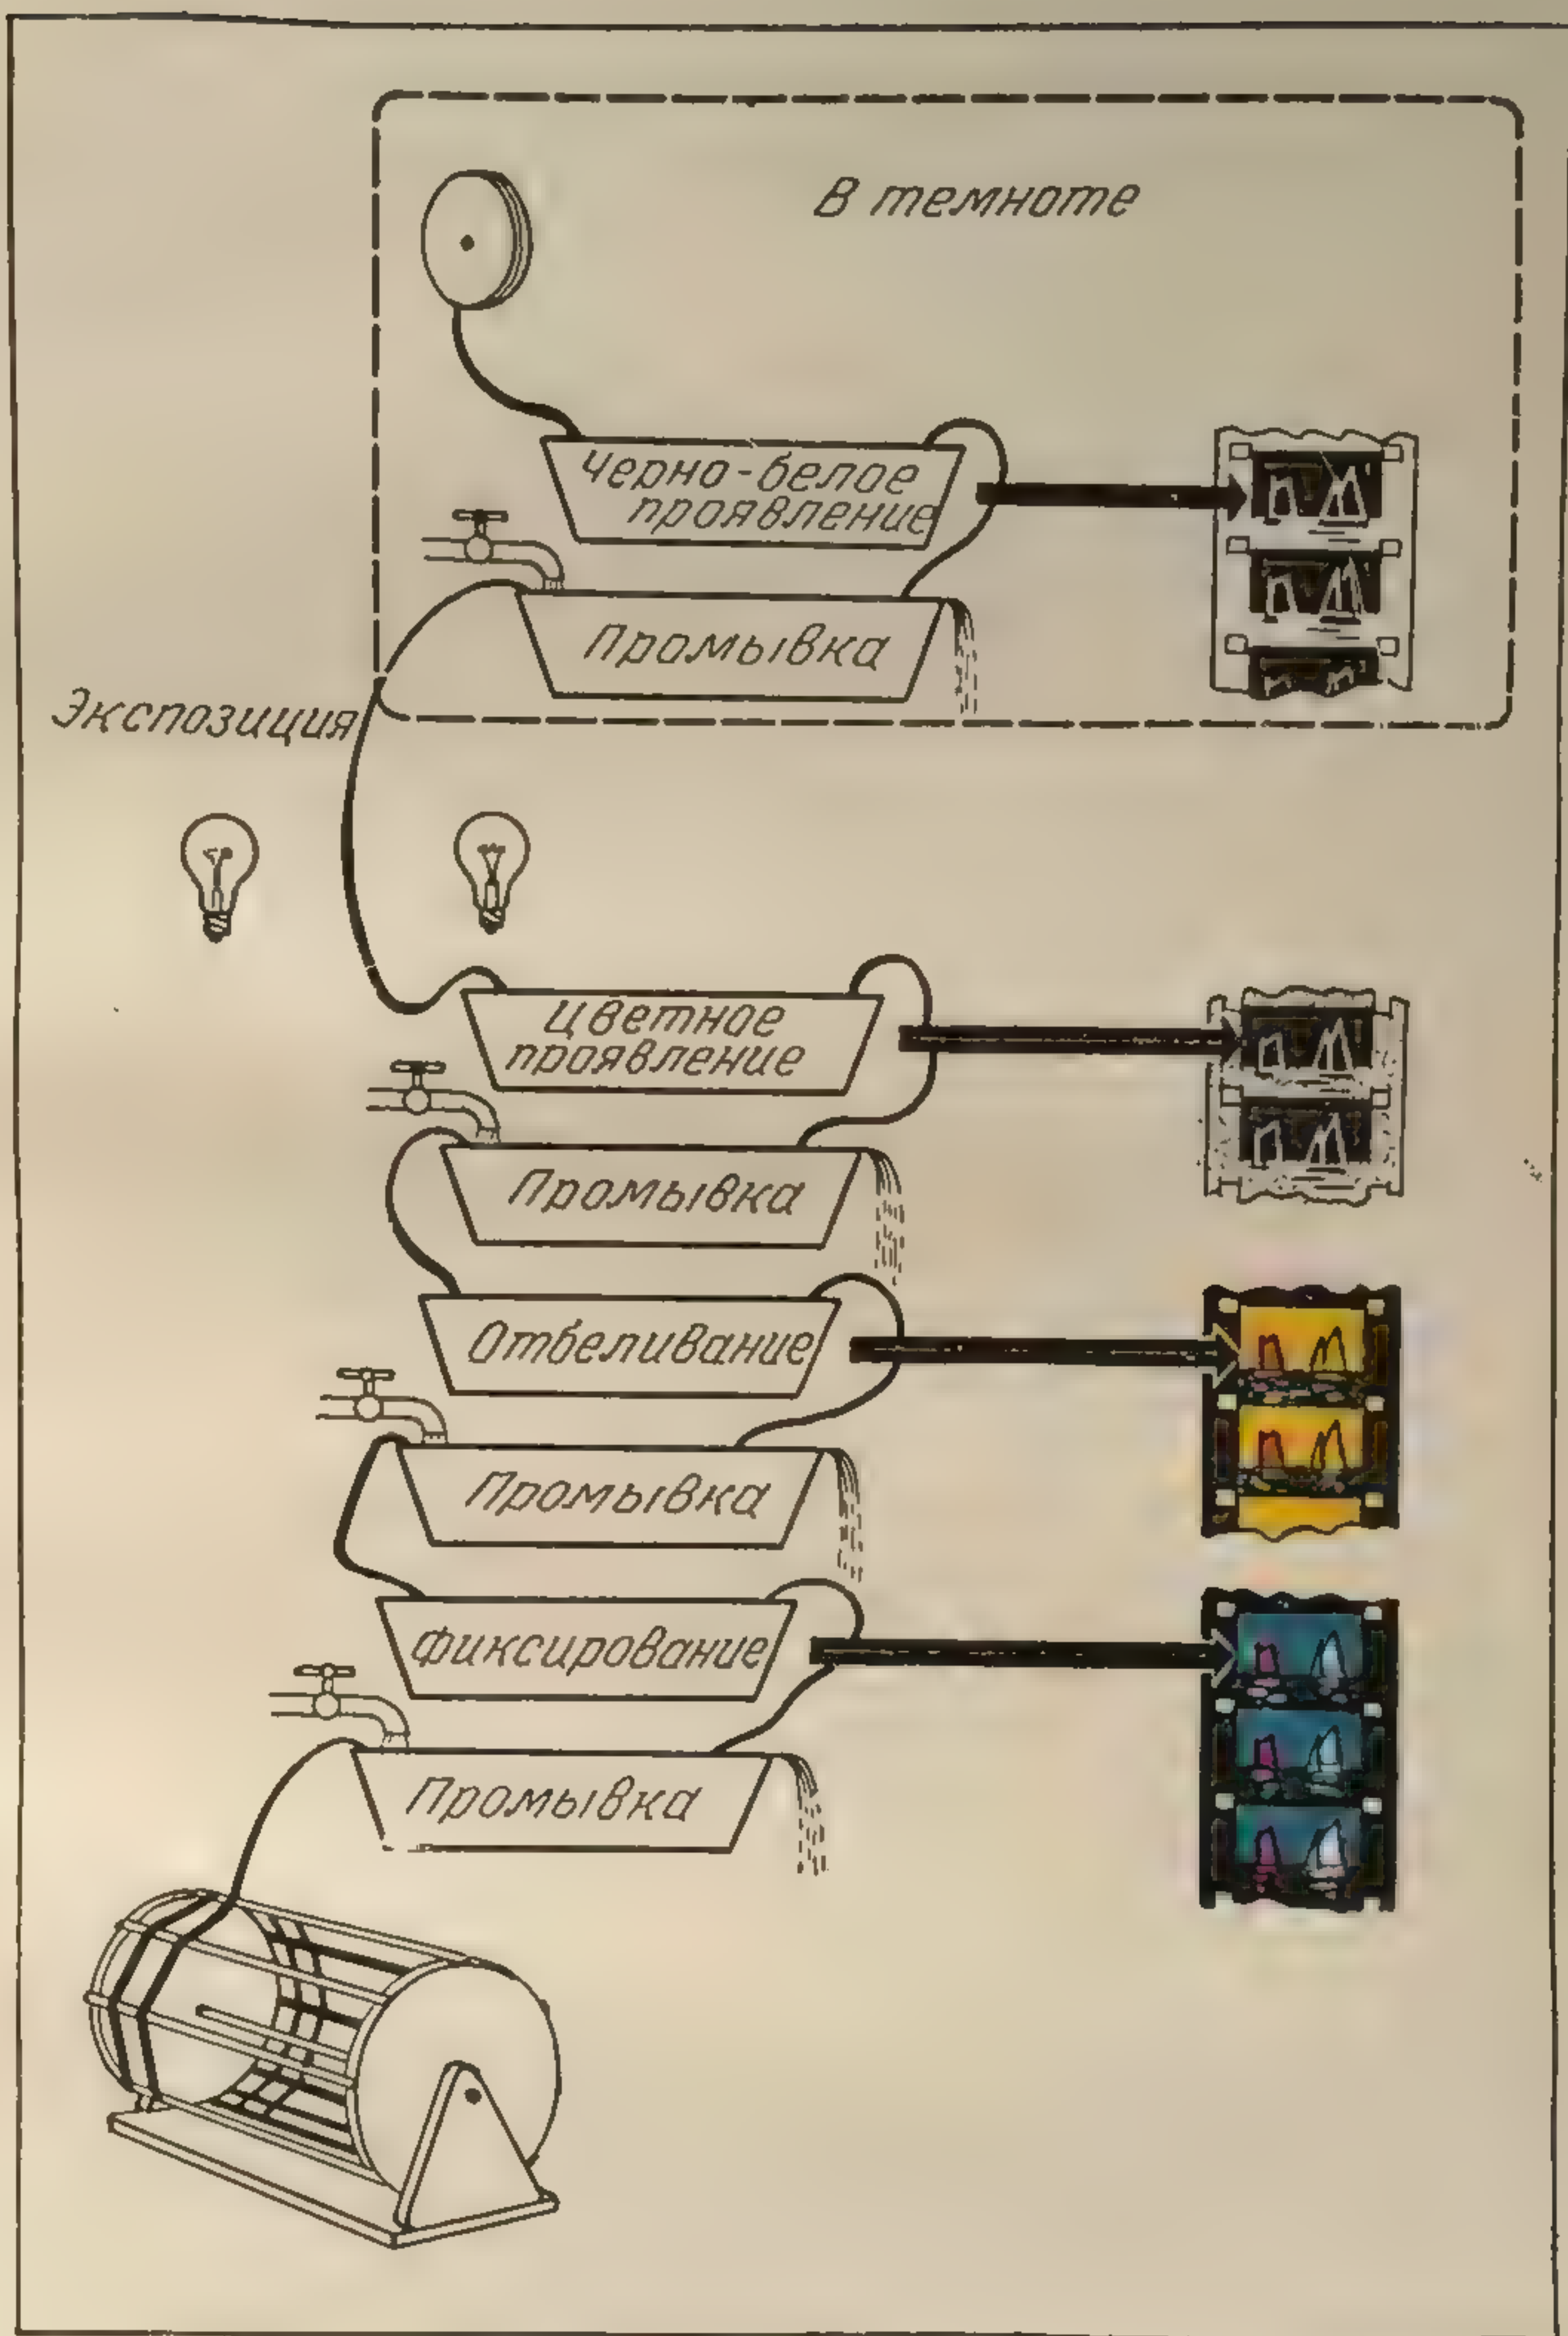 В темноте
Черно-белое
проявление
Промывка
Экспозиция
Цветное
проявление
Промывка
Отбеливание
Промывка
Фиксирование
Промывка